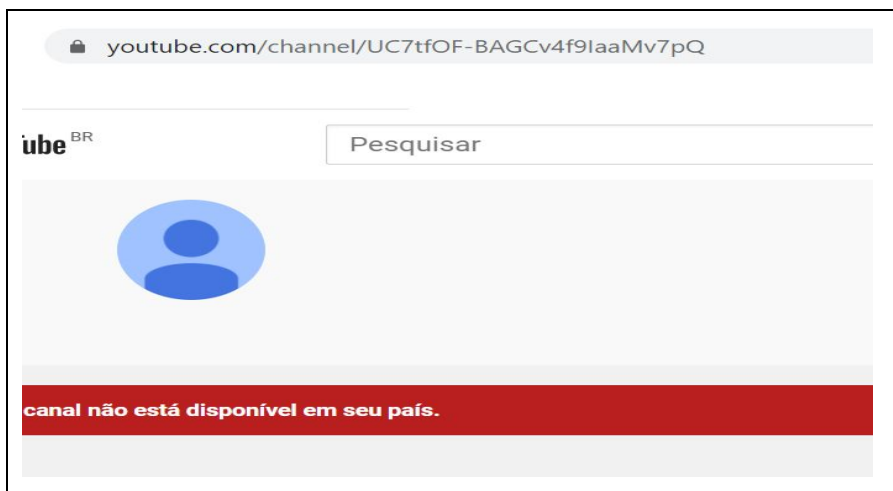 youtube.com/channel/UC7tfOF-BAGCv4f9IaaMv7pQ
ube BR
Pesquisar
canal não está disponível em seu país.